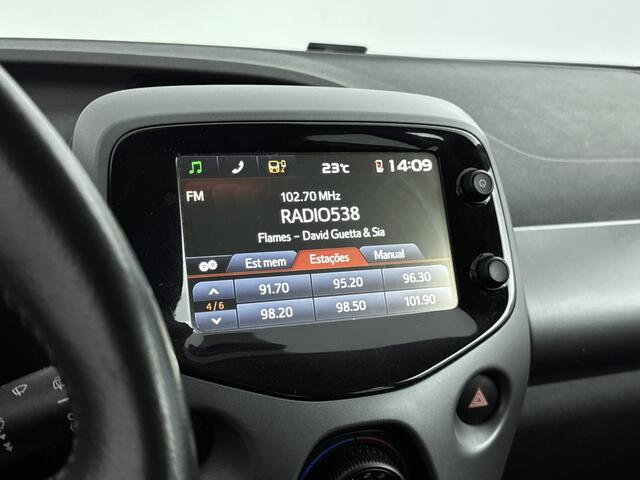 23°C 14:09
FM 102.70 MHz
RADIO538
Flames – David Guetta & Sia
Est mem Estações Manual
91.70 95.20 96.30
4/6
98.20 98.50 101.90